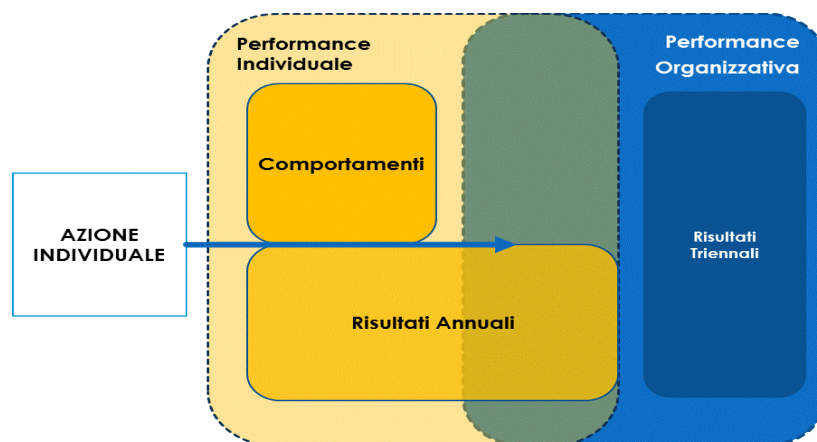 Performance
Individuale
Performance
Organizzativa
Comportamenti
AZIONE
INDIVIDUALE
Risultati
Triennali
Risultati Annuali